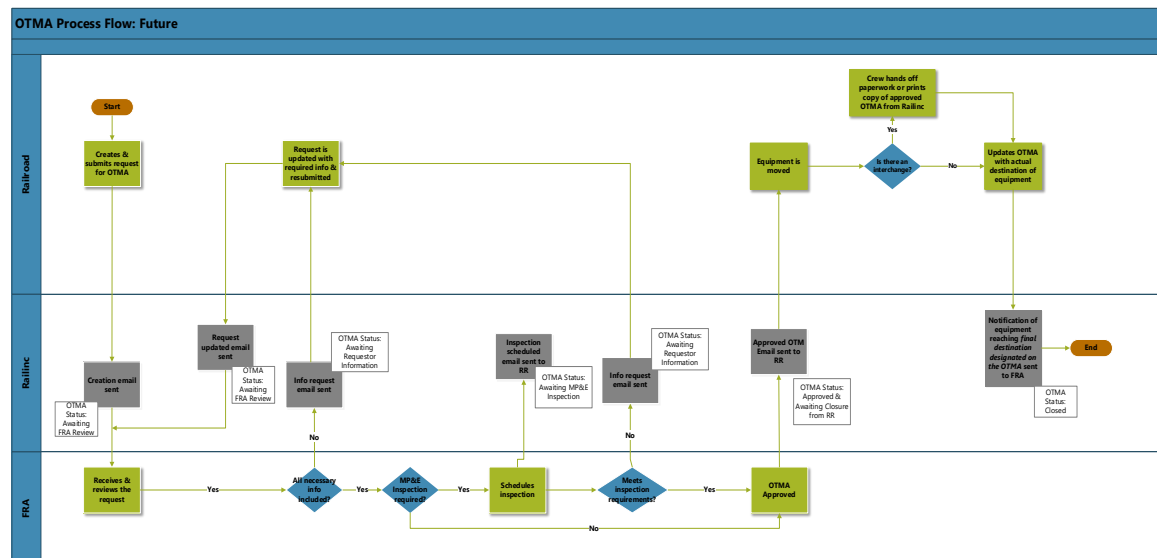 OTMA Process Flow: Future
Railroad
Start
Creates &
submits request
for OTMA
Request is
updated with
required info &
resubmitted
Equipment is
moved
Is there an
Interchange?
Yes
No
Crew hands off
paperwork or prints
copy of approved
OTMA from Railinc
Updates OTMA
with actual
destination of
equipment
Railinc
Creation email
sent
OTMA
Status:
Awaiting
FRA Review
Request
updated email
sent
OTMA
Status:
Awaiting
FRA Review
Info request
email sent
OTMA Status:
Awaiting
Requestor
Information
No
Inspection
scheduled
email sent to
RR
OTMA Status:
Awaiting MP&E
Inspection
Info request
email sent
OTMA Status:
Awaiting
Requestor
Information
No
Approved OTM
Email sent to
RR
OTMA Status:
Approved &
Awaiting Closure
from RR
Notification of
equipment
reaching final
destination
designated on
the OTMA sent
to FRA
OTMA
Status:
Closed
End
FRA
Receives &
reviews the
request
Yes
All necessary
info
included?
Yes
MP&E
Inspection
required?
Yes
Schedules
inspection
Meets
inspection
requirements?
Yes
OTMA
Approved
No